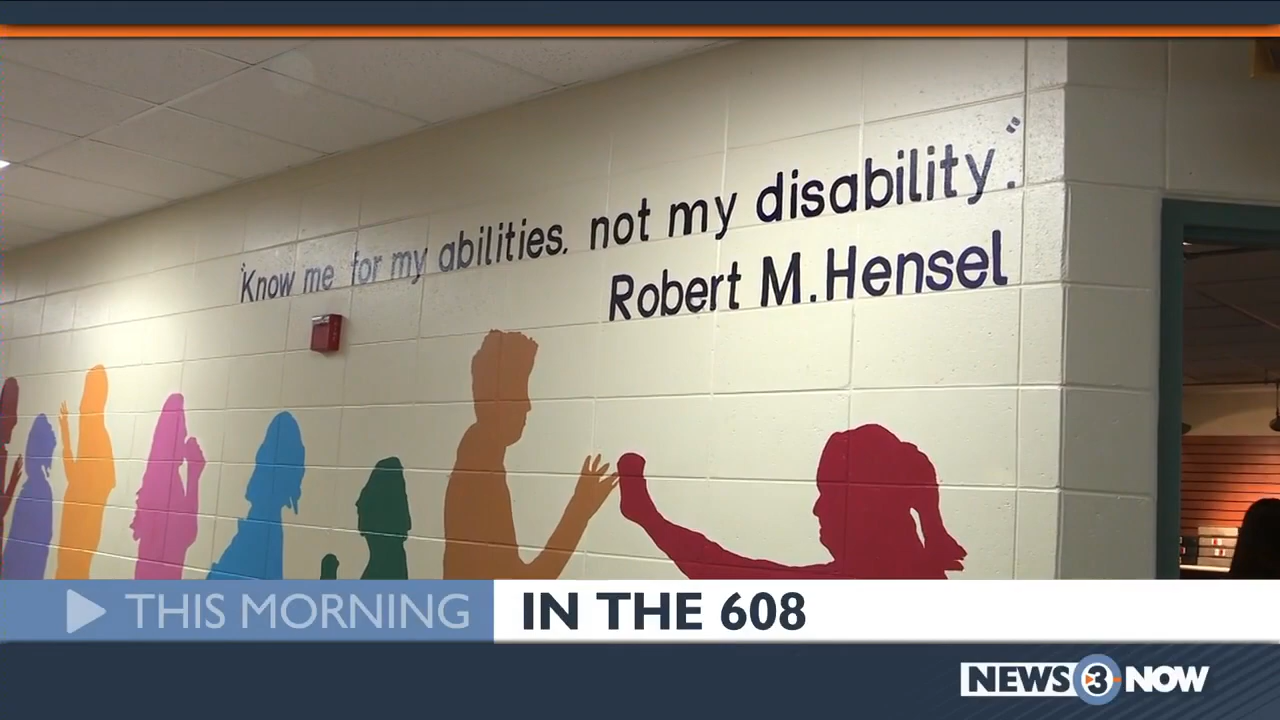 "Know me for my abilities, not my disability."
Robert M. Hensel
THIS MORNING
IN THE 608
NEWS 3 NOW